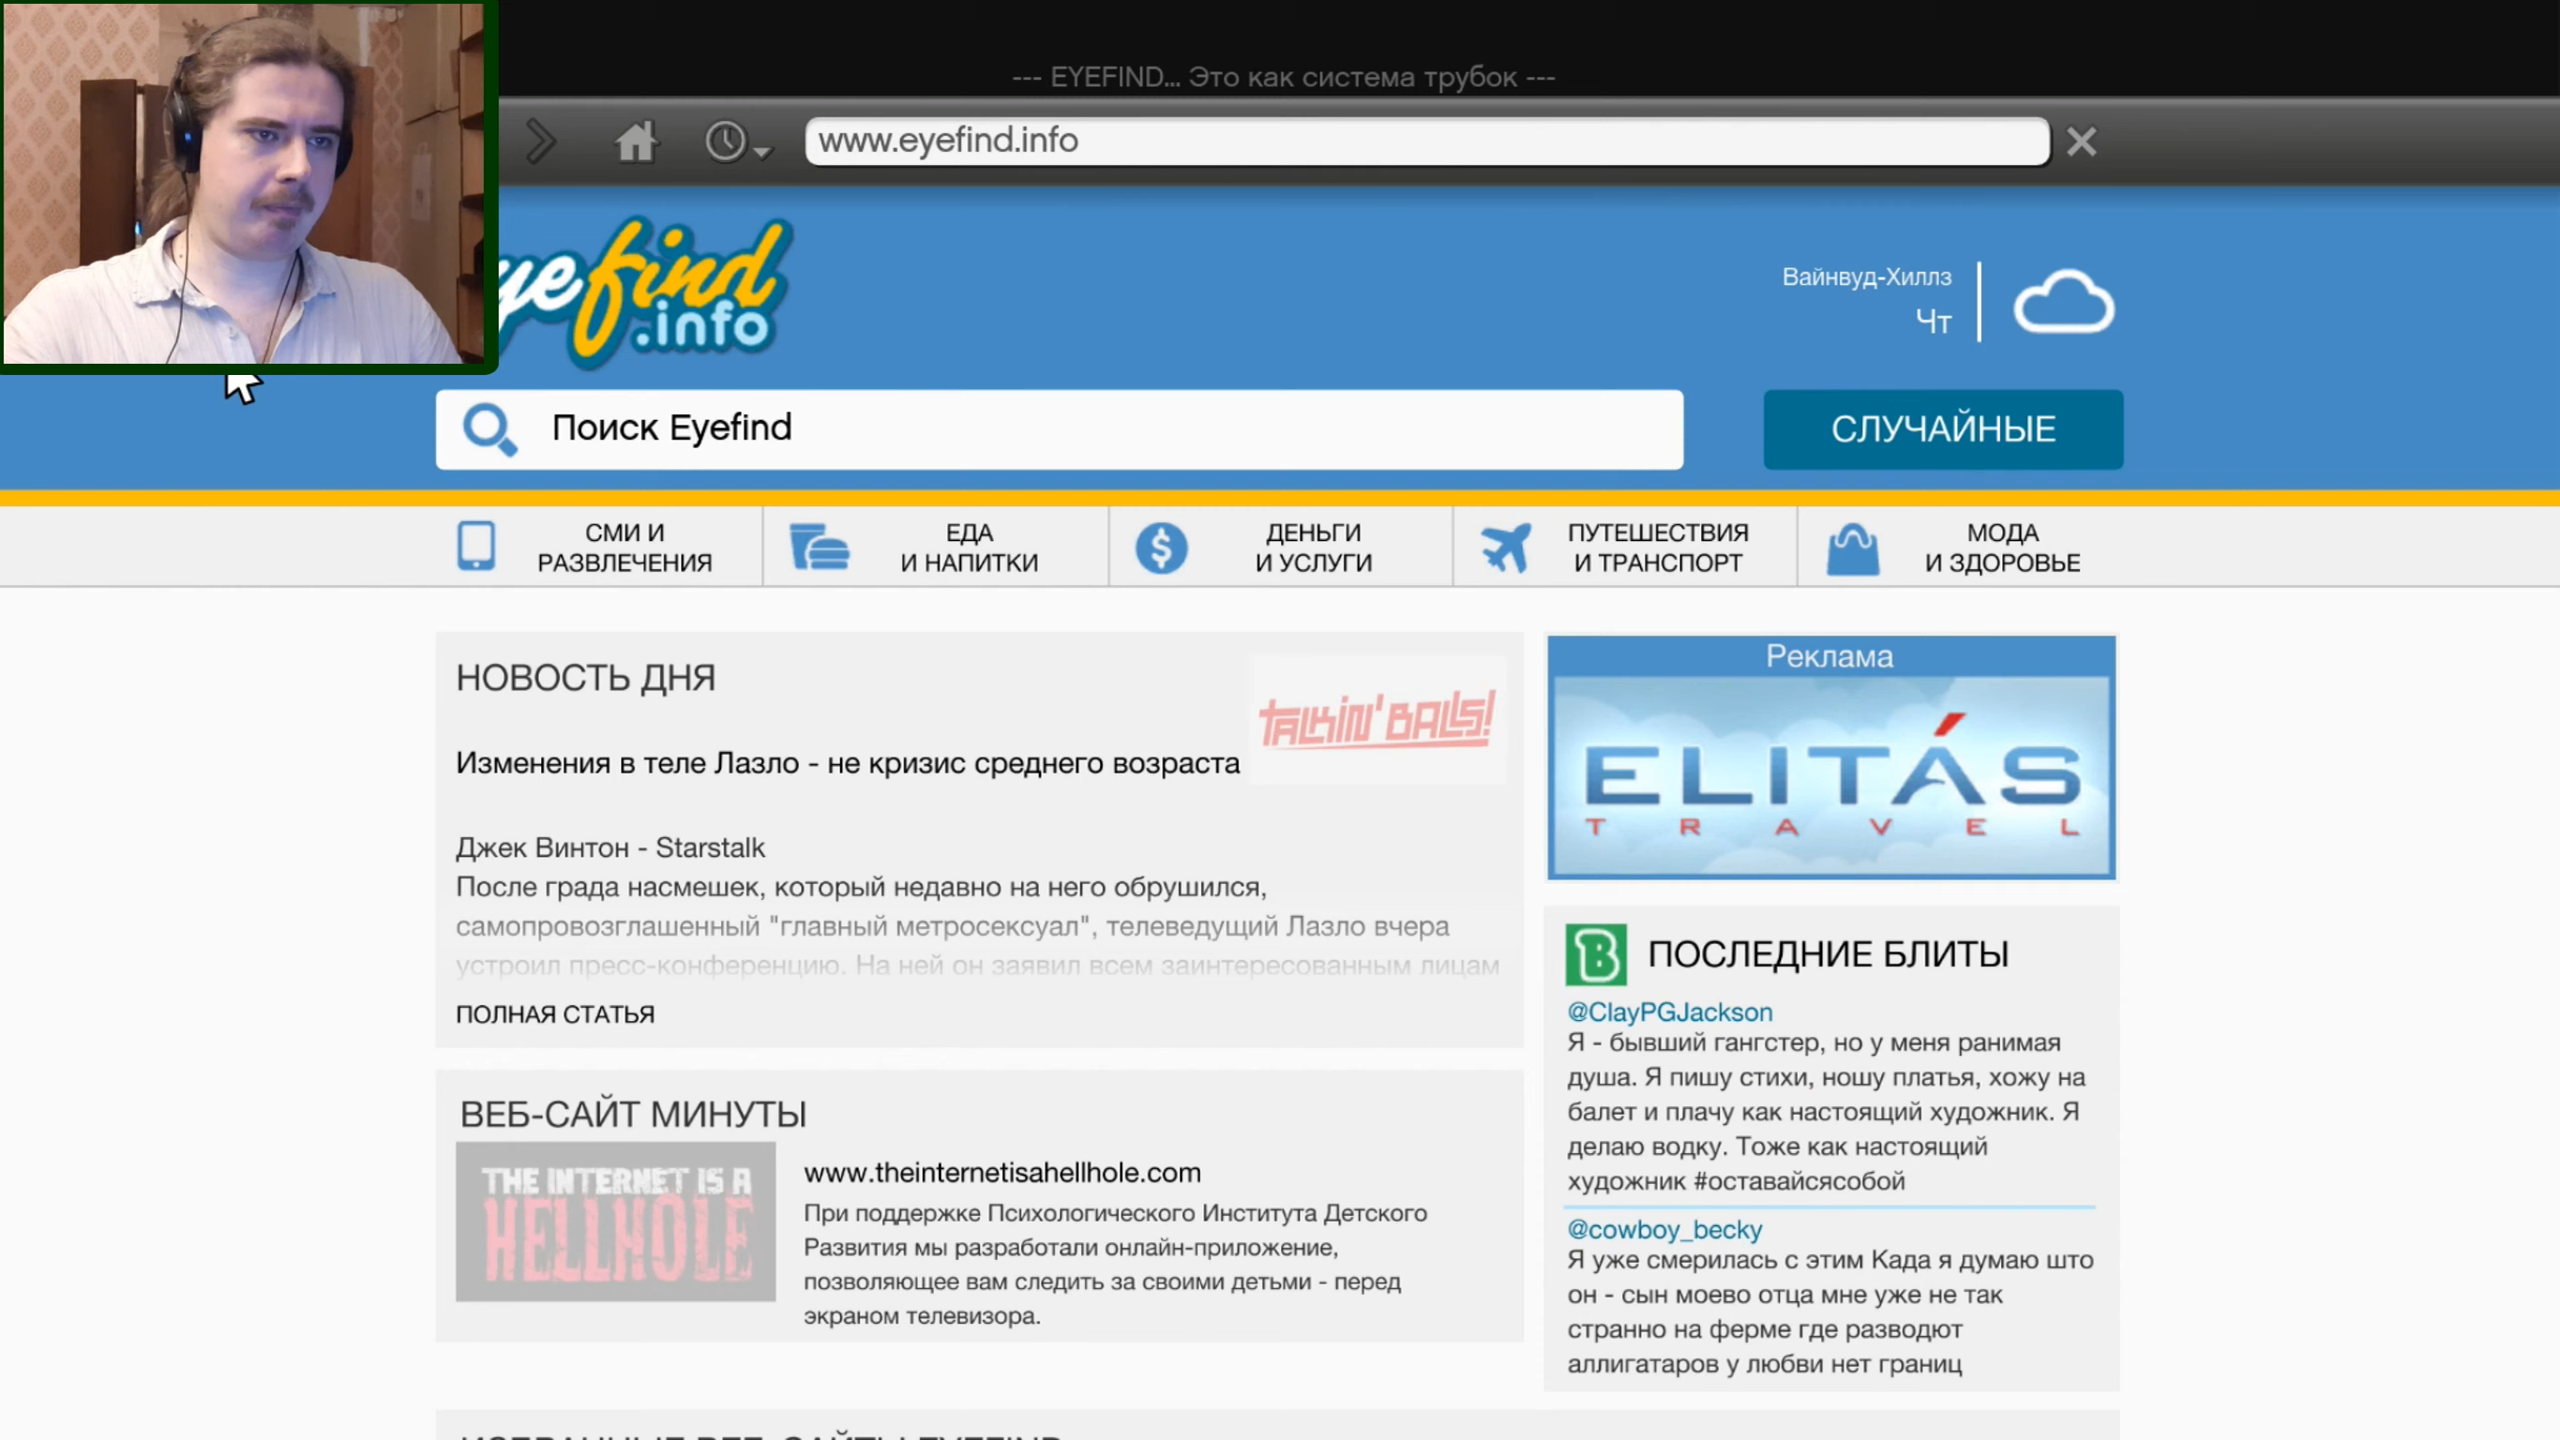 --- EYEFIND... Это как система трубок ---
www.eyefind.info
yefind
.info
Вайнвуд-Хиллз
Чт
Поиск Eyefind
СЛУЧАЙНЫЕ
СМИ И
РАЗВЛЕЧЕНИЯ
ЕДА
И НАПИТКИ
ДЕНЬГИ
И УСЛУГИ
ПУТЕШЕСТВИЯ
И ТРАНСПОРТ
МОДА
И ЗДОРОВЬЕ
НОВОСТЬ ДНЯ
TALKIN' BALLS!
Изменения в теле Лазло - не кризис среднего возраста
Джек Винтон - Starstalk
После града насмешек, который недавно на него обрушился,
самопровозглашенный "главный метросексуал", телеведущий Лазло вчера
устроил пресс-конференцию. На ней он заявил всем заинтересованным лицам
ПОЛНАЯ СТАТЬЯ
ВЕБ-САЙТ МИНУТЫ
THE INTERNET IS A
HELLHOLE
www.theinternetisahellhole.com
При поддержке Психологического Института Детского
Развития мы разработали онлайн-приложение,
позволяющее вам следить за своими детьми - перед
экраном телевизора.
Реклама
ELITÁS
TRAVEL
B
ПОСЛЕДНИЕ БЛИТЫ
@ClayPGJackson
Я - бывший гангстер, но у меня ранимая
душа. Я пишу стихи, ношу платья, хожу на
балет и плачу как настоящий художник. Я
делаю водку. Тоже как настоящий
художник #оставайсясобой
@cowboy_becky
Я уже смерилась с этим Када я думаю што
он - сын моево отца мне уже не так
странно на ферме где разводют
аллигатаров у любви нет границ
ИЗБРАННЫЕ ВЕБ-САЙТЫ EYEFIND